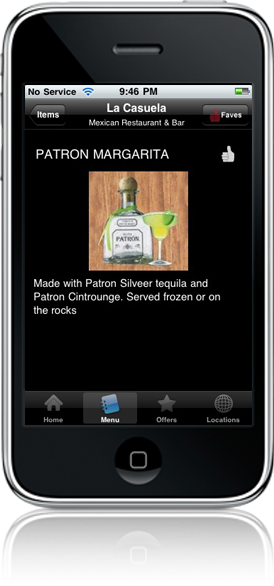 No Service 9:46 PM
Items La Casuela Faves
Mexican Restaurant & Bar
PATRON MARGARITA
PATRÓN
Made with Patron Silveer tequila and
Patron Cintrounge. Served frozen or on
the rocks
Home Menu Offers Locations